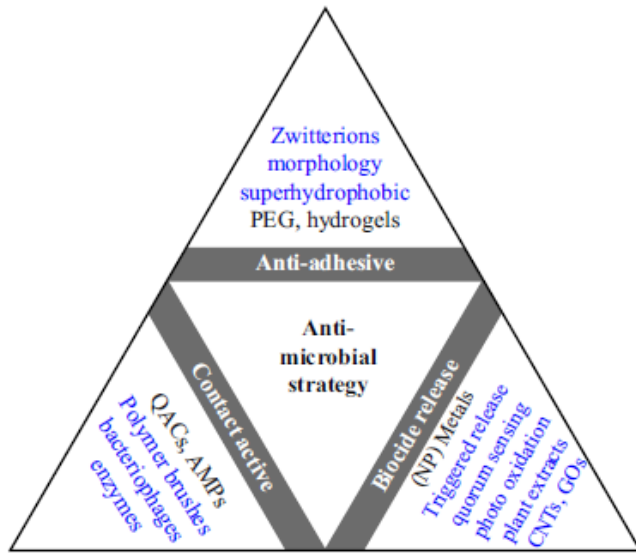 Zwitterions
morphology
superhydrophobic
PEG, hydrogels
Anti-adhesive
Anti-
microbial
strategy
Contact active
QACs, AMPs
Polymer brushes
bacteriophages
enzymes
Biocide release
(NP) Metals
Triggered release
quorum sensing
photo oxidation
plant extracts
CNTs, GOs